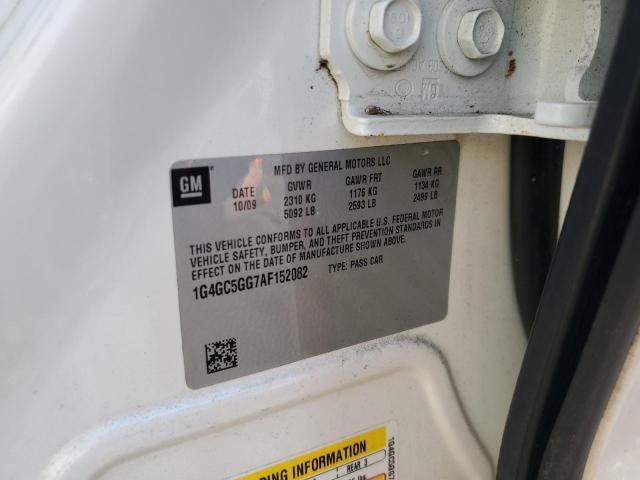 GM
MFD BY GENERAL MOTORS LLC
DATE GVWR GAWR FRT GAWR RR
10/09 2310 KG 1176 KG 1134 KG
5092 LB 2593 LB 2499 LB
THIS VEHICLE CONFORMS TO ALL APPLICABLE U.S. FEDERAL MOTOR
VEHICLE SAFETY, BUMPER, AND THEFT PREVENTION STANDARDS IN
EFFECT ON THE DATE OF MANUFACTURE SHOWN ABOVE.
1G4GC5GG7AF152082 TYPE: PASS CAR
ING INFORMATION
REAR 3